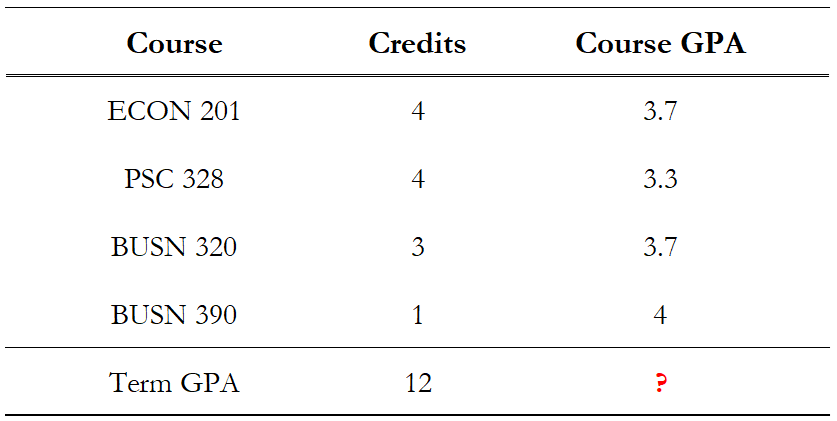 Course Credits Course GPA
ECON 201 4 3.7
PSC 328 4 3.3
BUSN 320 3 3.7
BUSN 390 1 4
Term GPA 12 ?